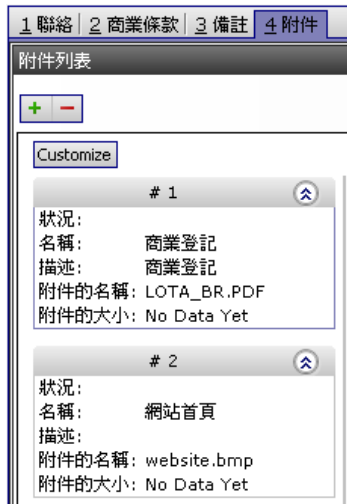 1 聯絡 2 商業條款 3 備註 4 附件
附件列表
Customize
# 1
狀況:
名稱: 商業登記
描述: 商業登記
附件的名稱: LOTA_BR.PDF
附件的大小: No Data Yet
# 2
狀況:
名稱: 網站首頁
描述:
附件的名稱: website.bmp
附件的大小: No Data Yet